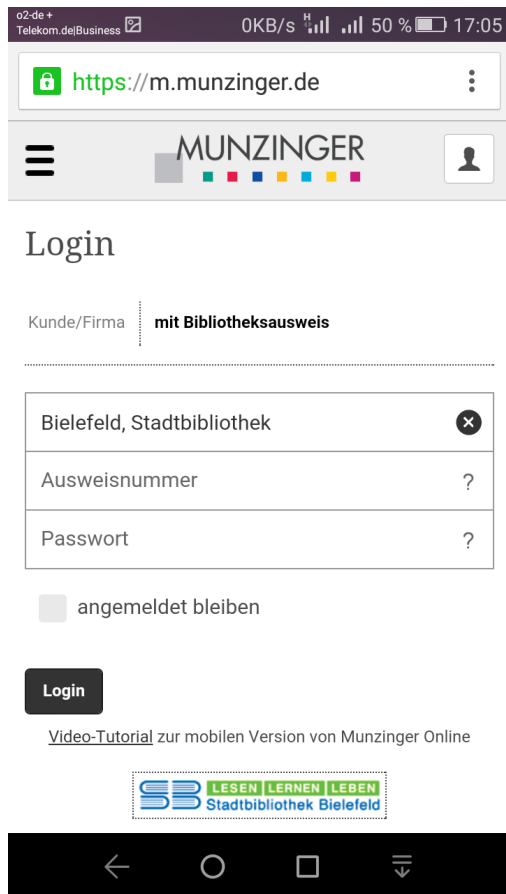 o2-de +
Telekom.de|Business 0KB/s H 50 % 17:05
https://m.munzinger.de
MUNZINGER
Login
Kunde/Firma mit Bibliotheksausweis
Bielefeld, Stadtbibliothek
Ausweisnummer ?
Passwort ?
angemeldet bleiben
Login
Video-Tutorial zur mobilen Version von Munzinger Online
SB LESEN LERNEN LEBEN
Stadtbibliothek Bielefeld